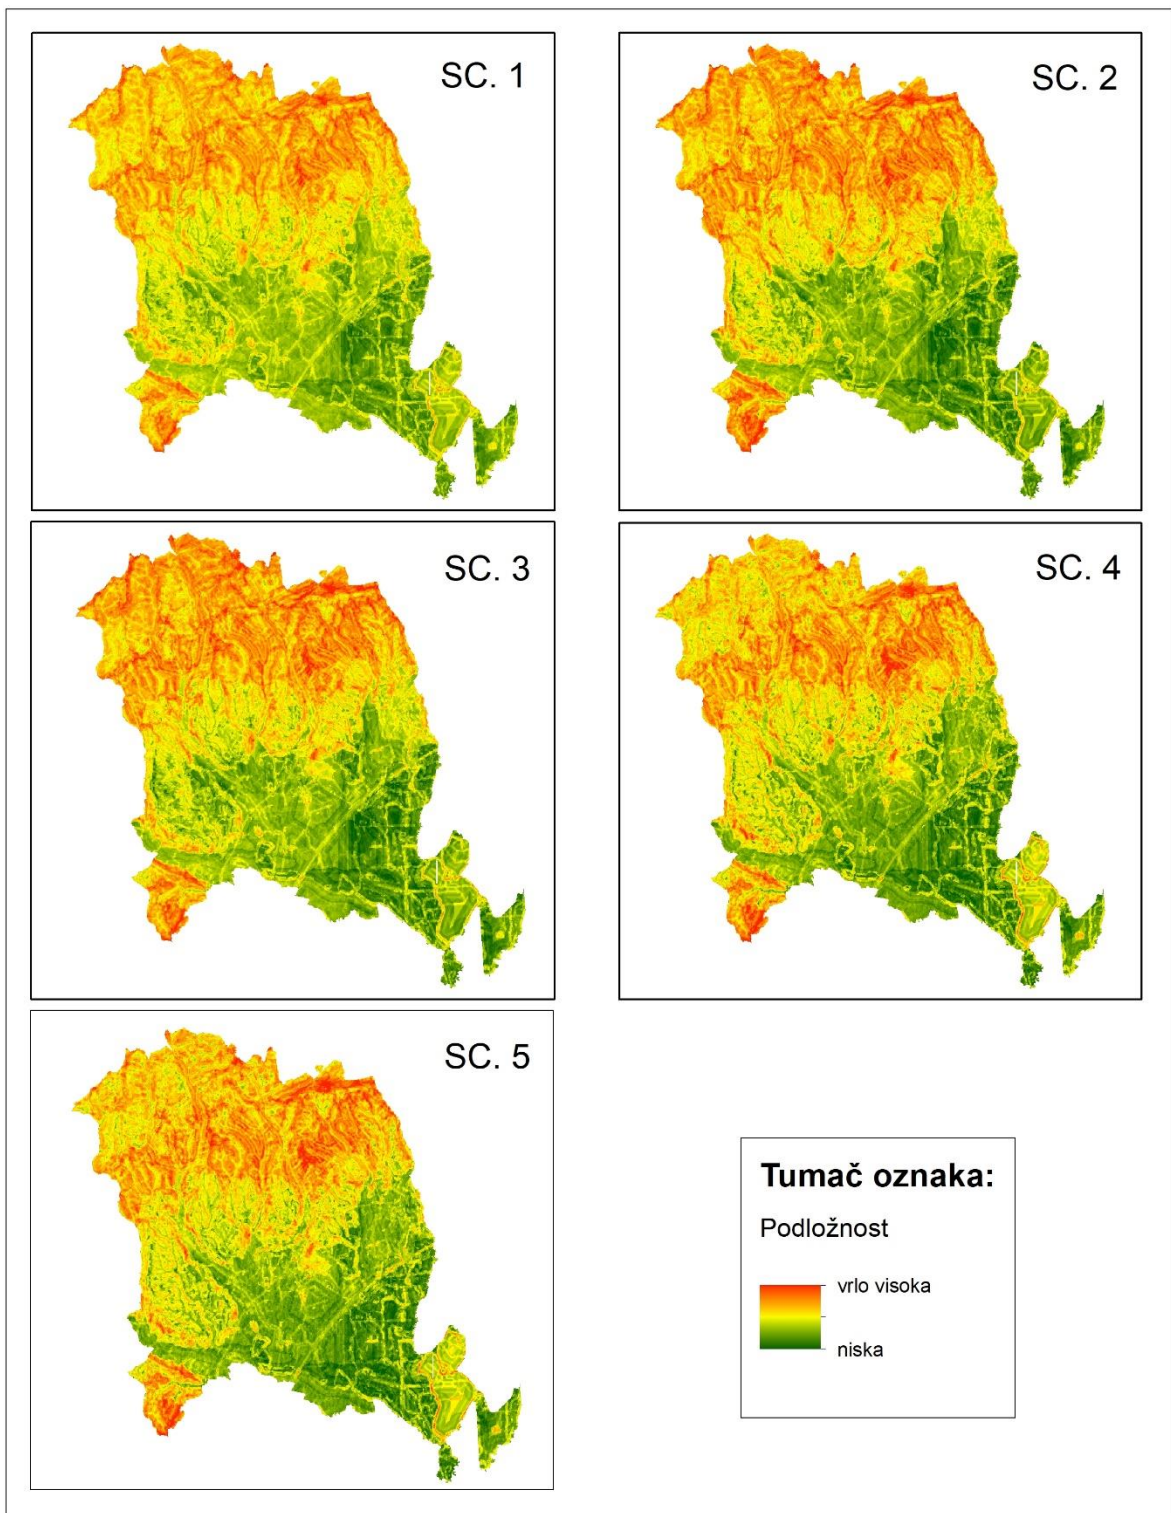 SC. 1
SC. 2
SC. 3
SC. 4
SC. 5
Tumač oznaka:
Podložnost
vrlo visoka
niska